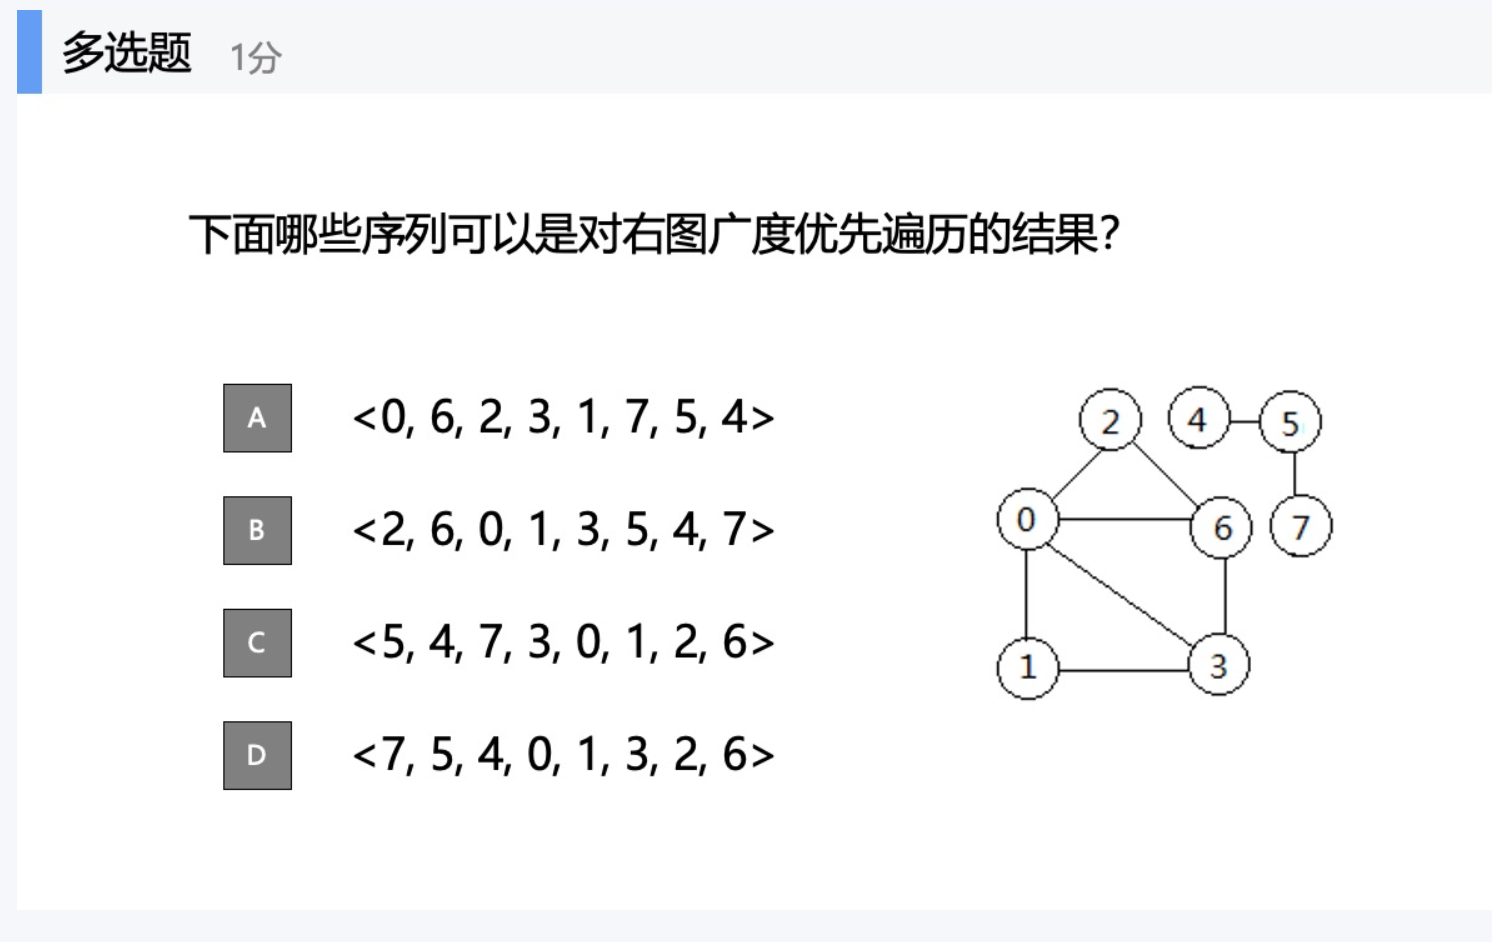 多选题 1分
下面哪些序列可以是对右图广度优先遍历的结果?
A <0, 6, 2, 3, 1, 7, 5, 4>
B <2, 6, 0, 1, 3, 5, 4, 7>
C <5, 4, 7, 3, 0, 1, 2, 6>
D <7, 5, 4, 0, 1, 3, 2, 6>
2 4 5
0 6 7
1 3